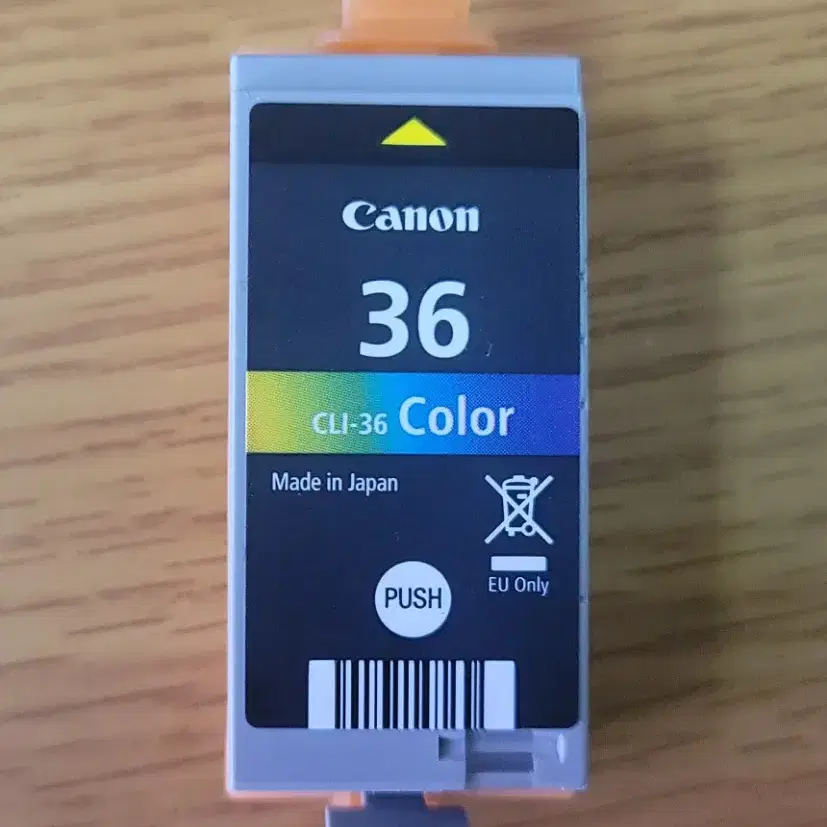 Canon
36
CLI-36 Color
Made in Japan
EU Only
PUSH